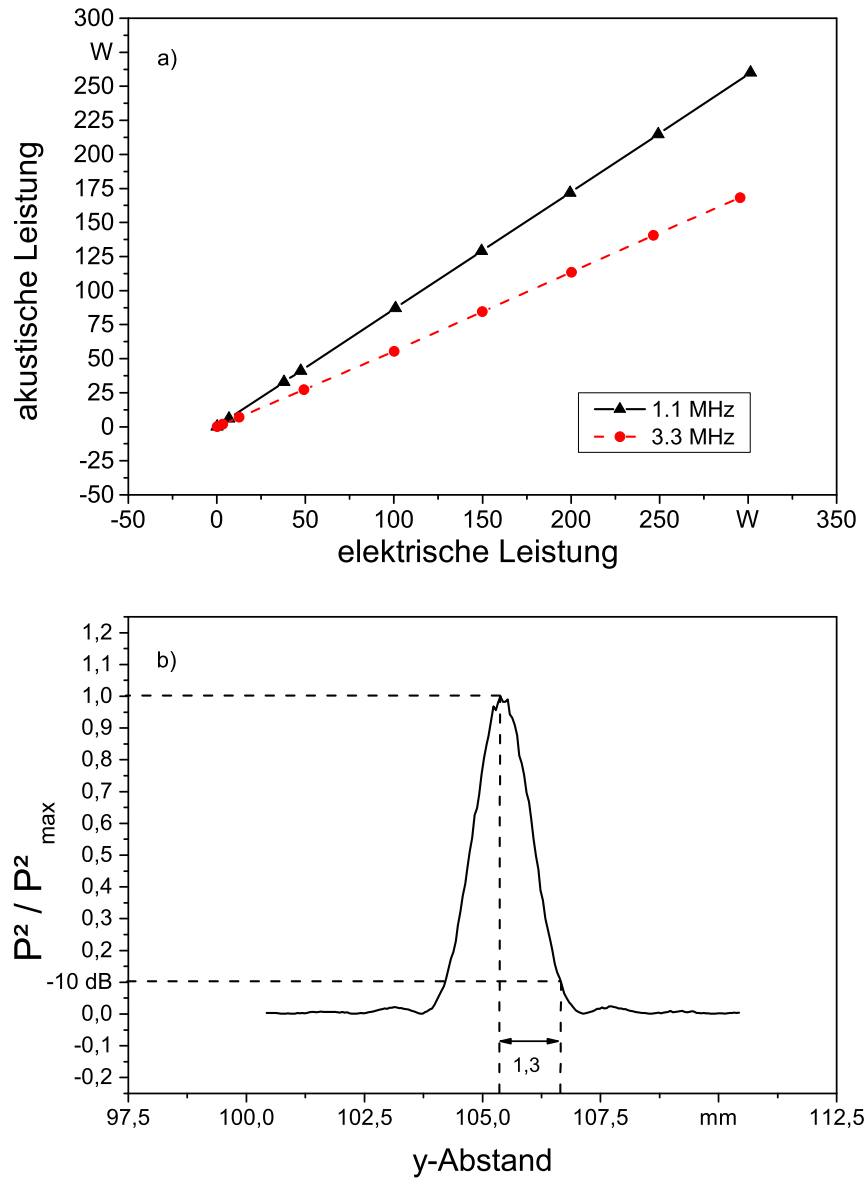 300
W
250
225
200
175
150
125
100
75
50
25
0
-25
-50
a)
akustische Leistung
1.1 MHz
3.3 MHz
-50 0 50 100 150 200 250 W 350
elektrische Leistung
1,2
1,1
1,0
0,9
0,8
0,7
0,6
0,5
0,4
0,3
0,2
-10 dB
0,0
-0,1
-0,2
b)
P² / P² max
1,3
97,5 100,0 102,5 105,0 107,5 mm 112,5
y-Abstand